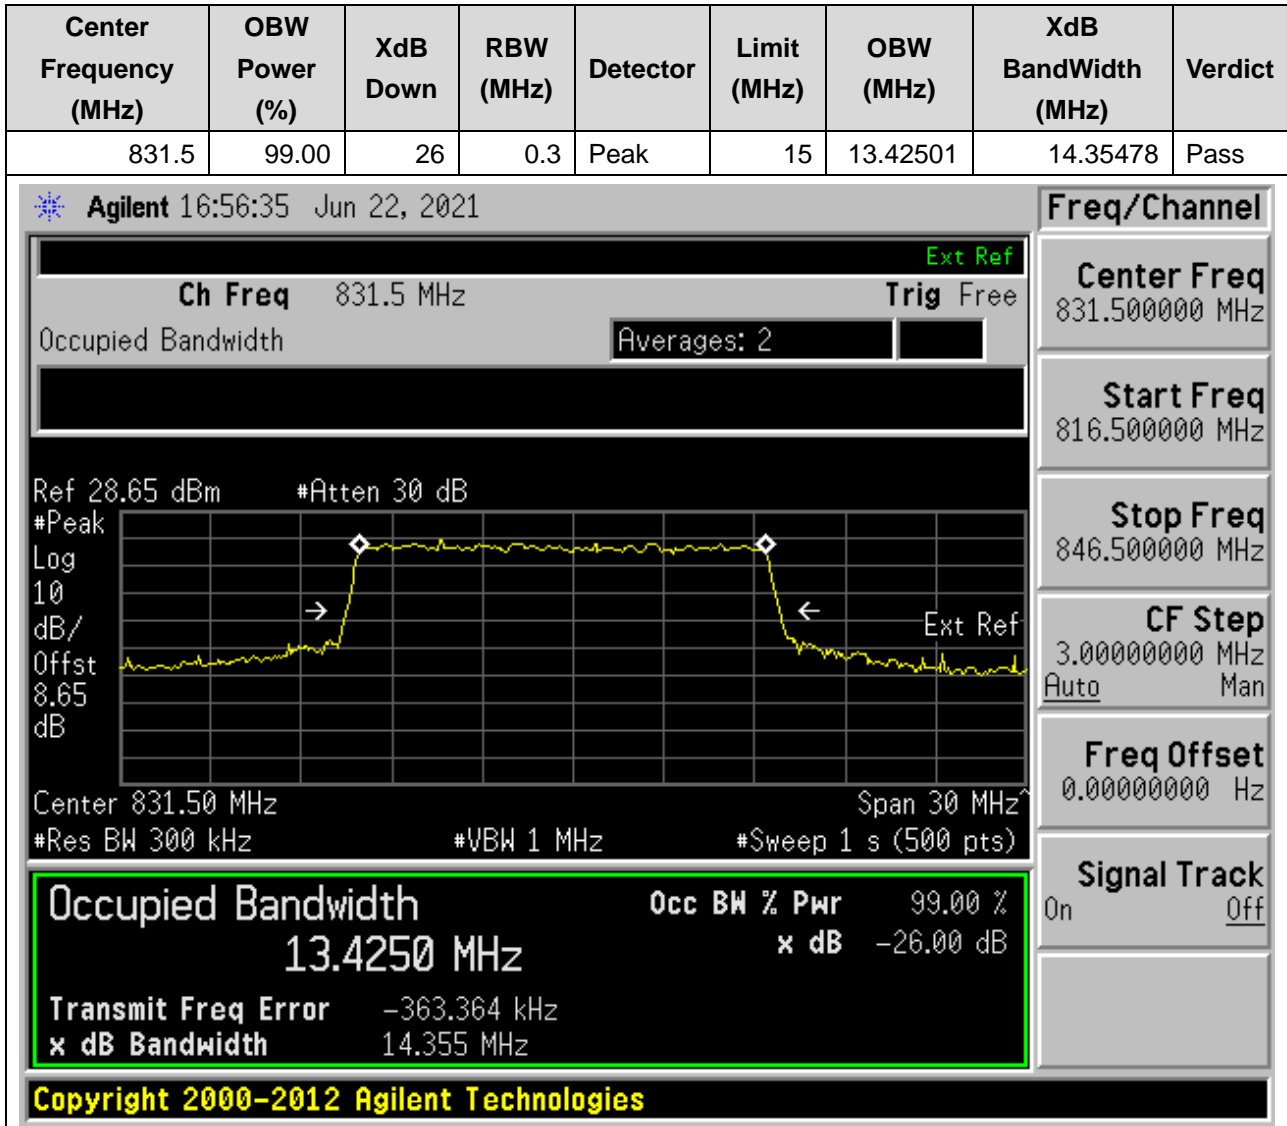 Center Frequency (MHz) OBW Power (%) XdB Down RBW (MHz) Detector Limit (MHz) OBW (MHz) XdB BandWidth (MHz) Verdict
831.5 99.00 26 0.3 Peak 15 13.42501 14.35478 Pass
Agilent 16:56:35 Jun 22, 2021
Freq/Channel
Ext Ref
Ch Freq 831.5 MHz Trig Free
Occupied Bandwidth Averages: 2
Center Freq
831.500000 MHz
Start Freq
816.500000 MHz
Stop Freq
846.500000 MHz
CF Step
3.00000000 MHz
Auto Man
Freq Offset
0.00000000 Hz
Signal Track
On Off
Ref 28.65 dBm #Atten 30 dB
#Peak
Log
10
dB/
Offst
8.65
dB
Ext Ref
Center 831.50 MHz Span 30 MHz^
#Res BW 300 kHz #VBW 1 MHz #Sweep 1 s (500 pts)
Occupied Bandwidth
13.4250 MHz
Occ BW % Pwr 99.00 %
x dB -26.00 dB
Transmit Freq Error -363.364 kHz
x dB Bandwidth 14.355 MHz
Copyright 2000-2012 Agilent Technologies